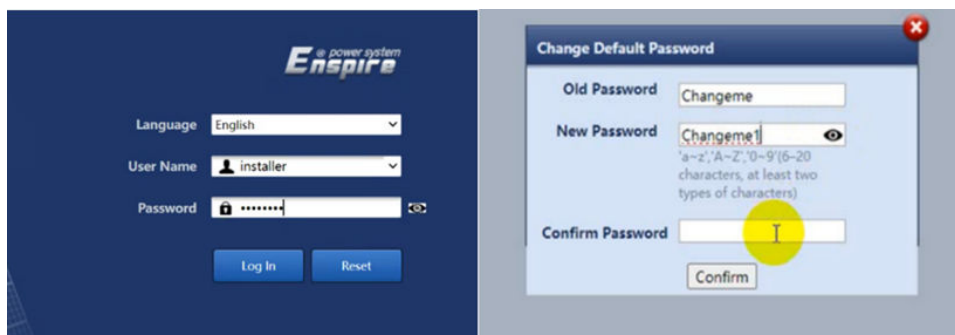 @ power system
Enspire
Language English
User Name installer
Password ••••••••
Log In Reset
Change Default Password
Old Password Changeme
New Password Changeme1
'a~z','A~Z','0~9'(6–20
characters, at least two
types of characters)
Confirm Password
Confirm